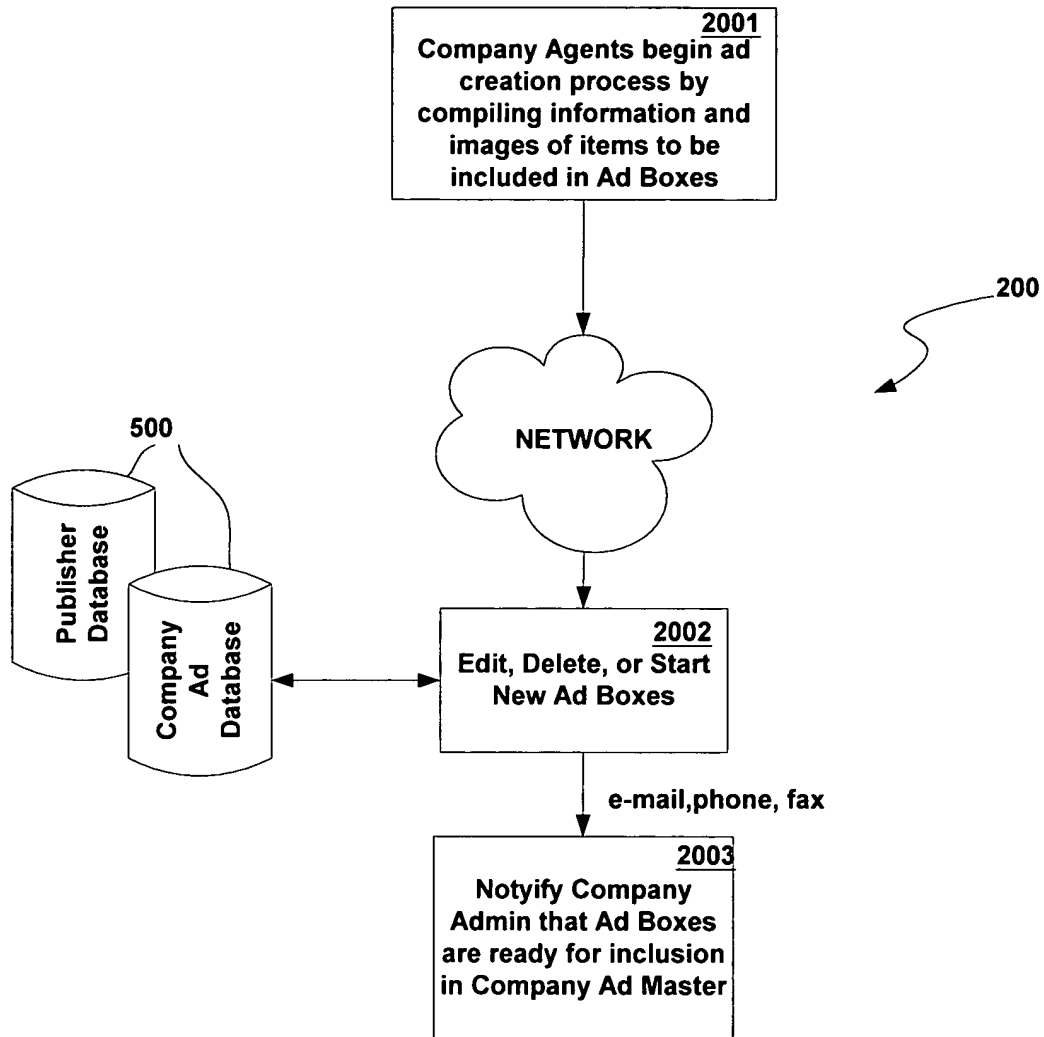 2001
Company Agents begin ad
creation process by
compiling information and
images of items to be
included in Ad Boxes
200
NETWORK
500
Publisher
Database
Company
Ad
Database
2002
Edit, Delete, or Start
New Ad Boxes
e-mail,phone, fax
2003
Notyify Company
Admin that Ad Boxes
are ready for inclusion
in Company Ad Master